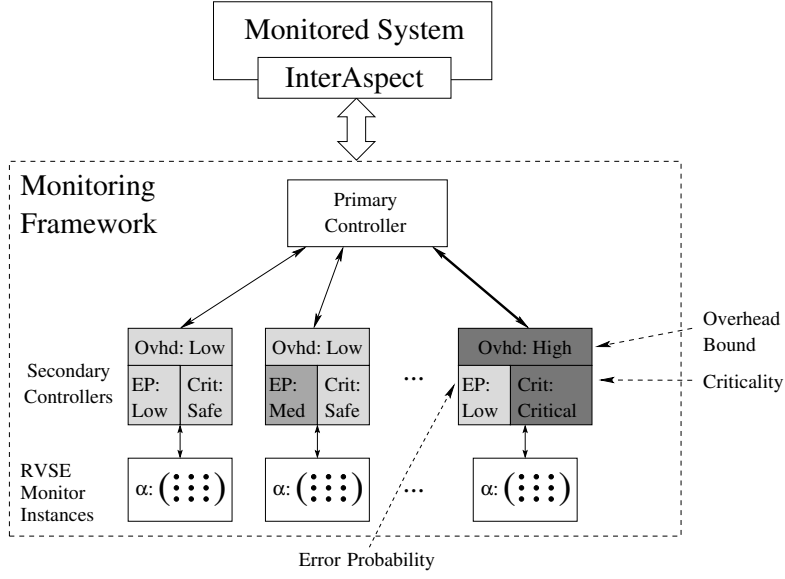 Monitored System
InterAspect
Monitoring
Framework
Primary
Controller
Secondary
Controllers
Ovhd: Low
EP:
Low
Crit:
Safe
Ovhd: Low
EP:
Med
Crit:
Safe
...
Ovhd: High
EP:
Low
Crit:
Critical
Overhead
Bound
Criticality
RVSE
Monitor
Instances
α:
α:
...
α:
Error Probability